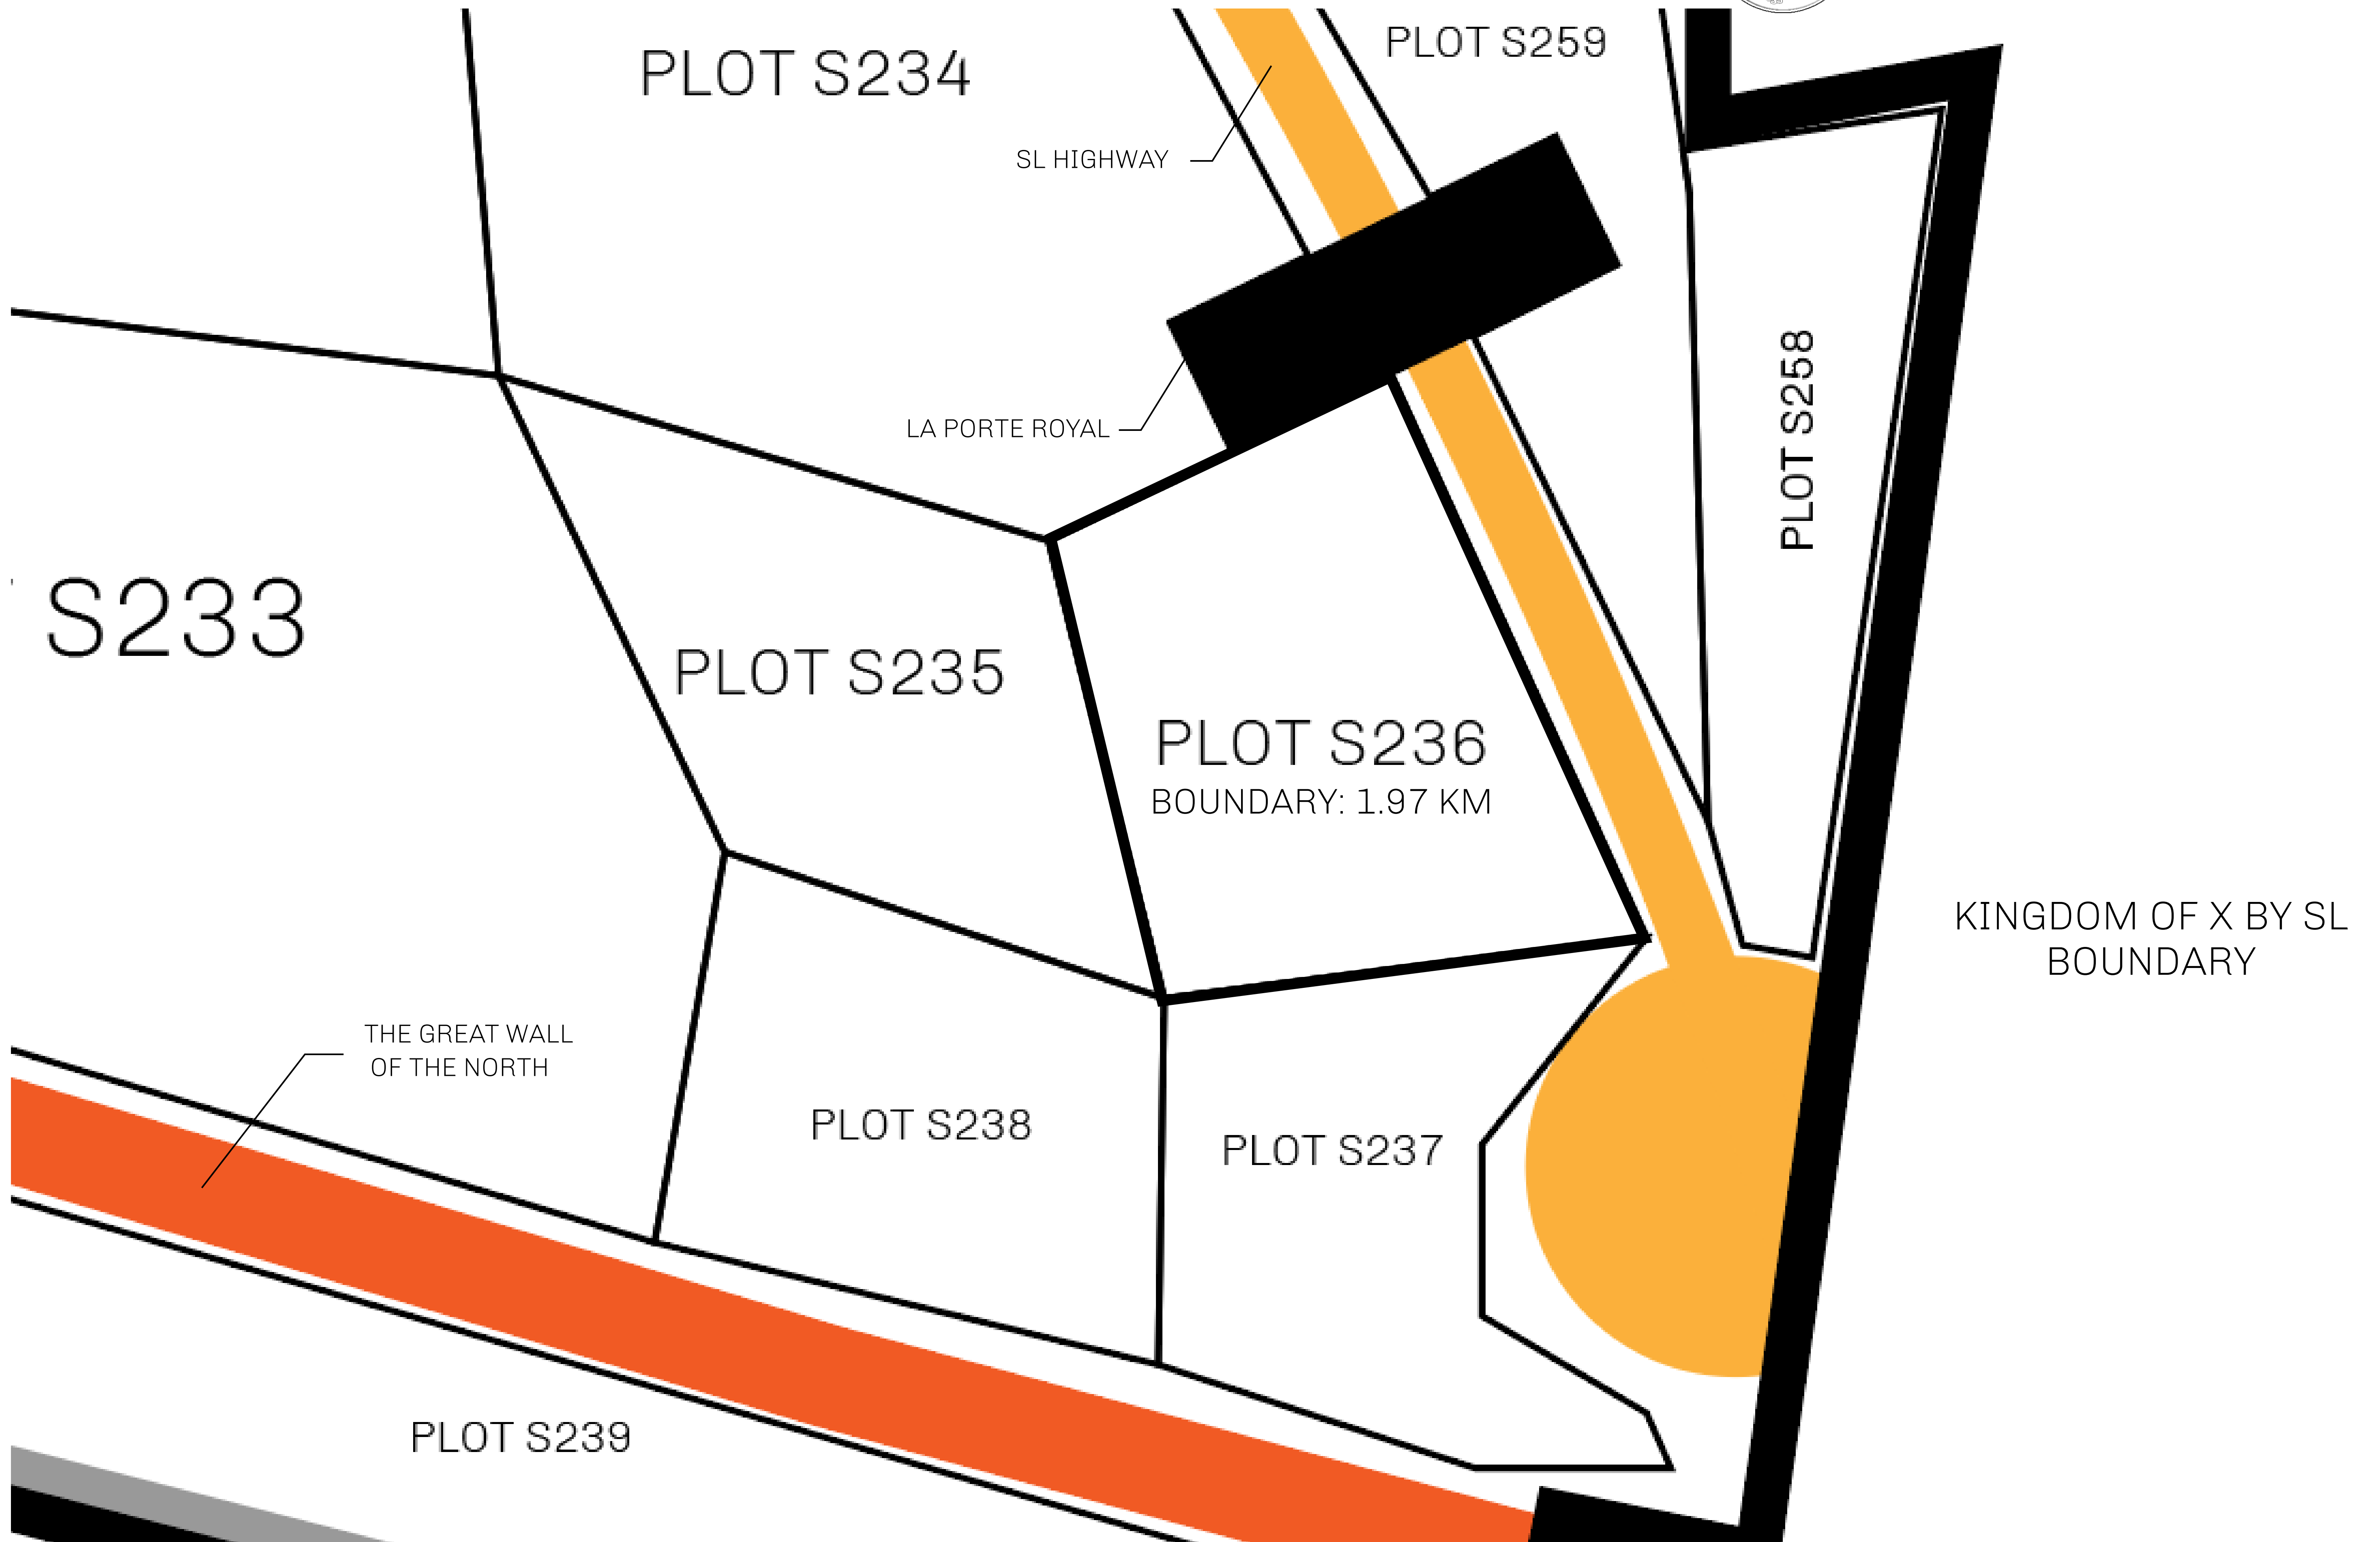 PLOT S234
PLOT S259
SL HIGHWAY
LA PORTE ROYAL
PLOT S258
S233
PLOT S235
PLOT S236
BOUNDARY: 1.97 KM
KINGDOM OF X BY SL
BOUNDARY
THE GREAT WALL
OF THE NORTH
PLOT S238
PLOT S237
PLOT S239